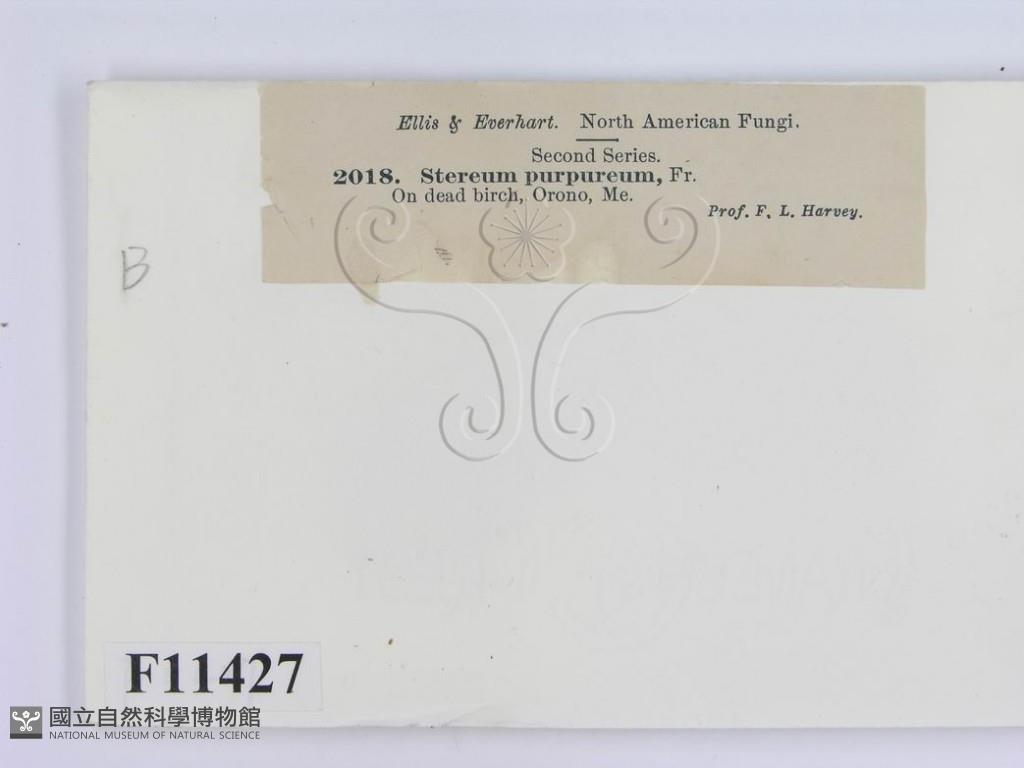 Ellis & Everhart. North American Fungi.
Second Series.
2018. Stereum purpureum, Fr.
On dead birch, Orono, Me.
Prof. F. L. Harvey.
B
F11427
國立自然科學博物館
NATIONAL MUSEUM OF NATURAL SCIENCE